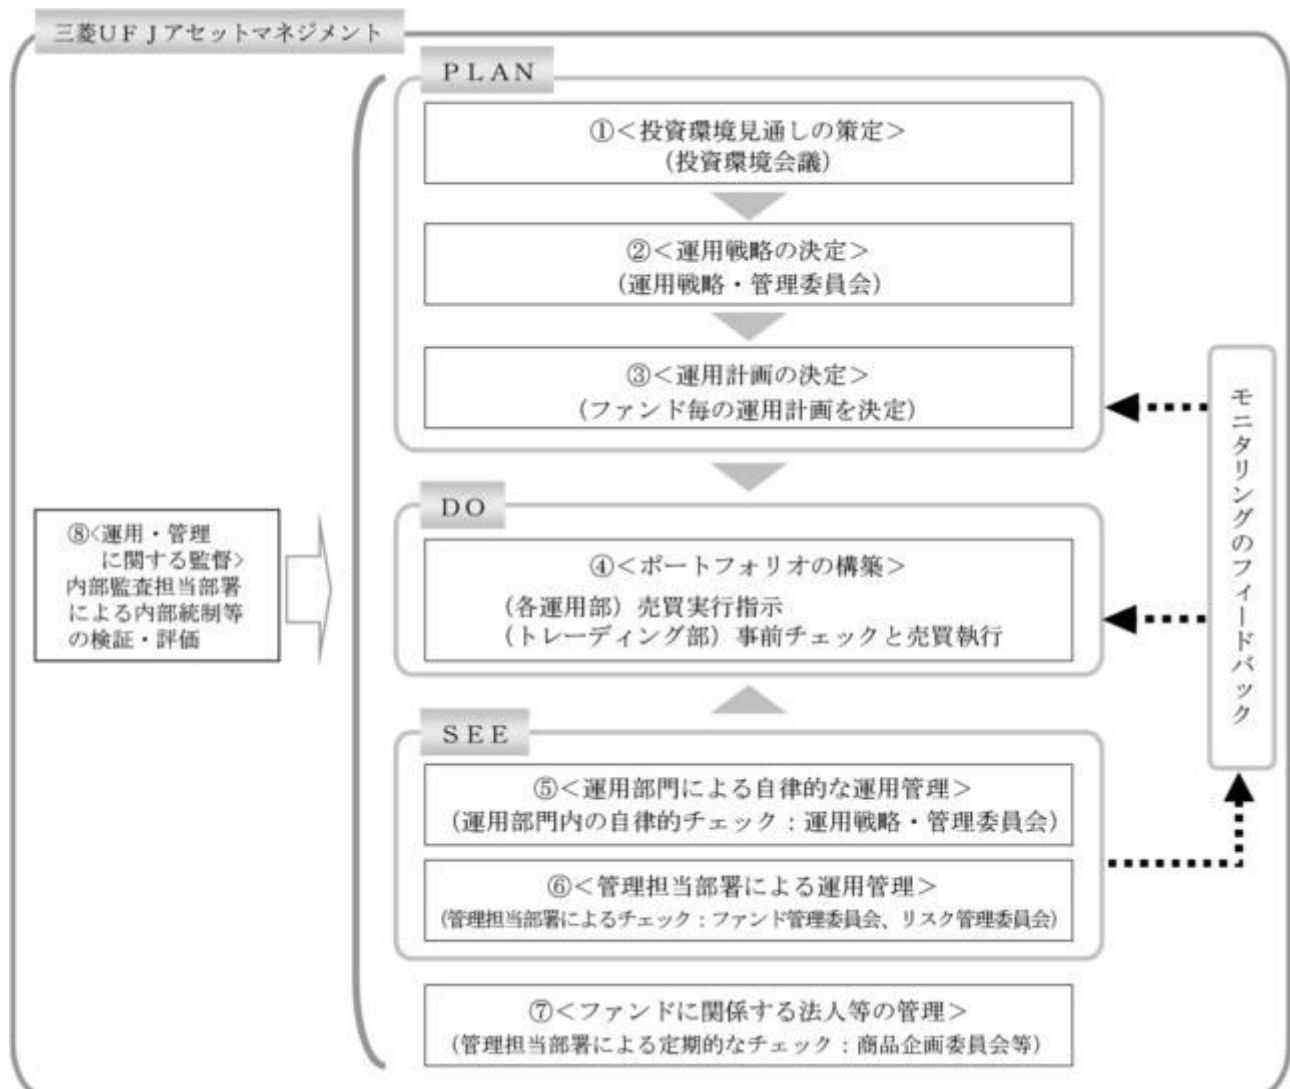 三菱ＵＦＪアセットマネジメント
ＰＬＡＮ
①＜投資環境見通しの策定＞
（投資環境会議）
②＜運用戦略の決定＞
（運用戦略・管理委員会）
③＜運用計画の決定＞
（ファンド毎の運用計画を決定）
ＤＯ
④＜ポートフォリオの構築＞
（各運用部）売買実行指示
（トレーディング部）事前チェックと売買執行
ＳＥＥ
⑤＜運用部門による自律的な運用管理＞
（運用部門内の自律的チェック：運用戦略・管理委員会）
⑥＜管理担当部署による運用管理＞
（管理担当部署によるチェック：ファンド管理委員会、リスク管理委員会）
⑦＜ファンドに関係する法人等の管理＞
（管理担当部署による定期的なチェック：商品企画委員会等）
⑧<運用・管理
に関する監督>
内部監査担当部署
による内部統制等
の検証・評価
モニタリングのフィードバック